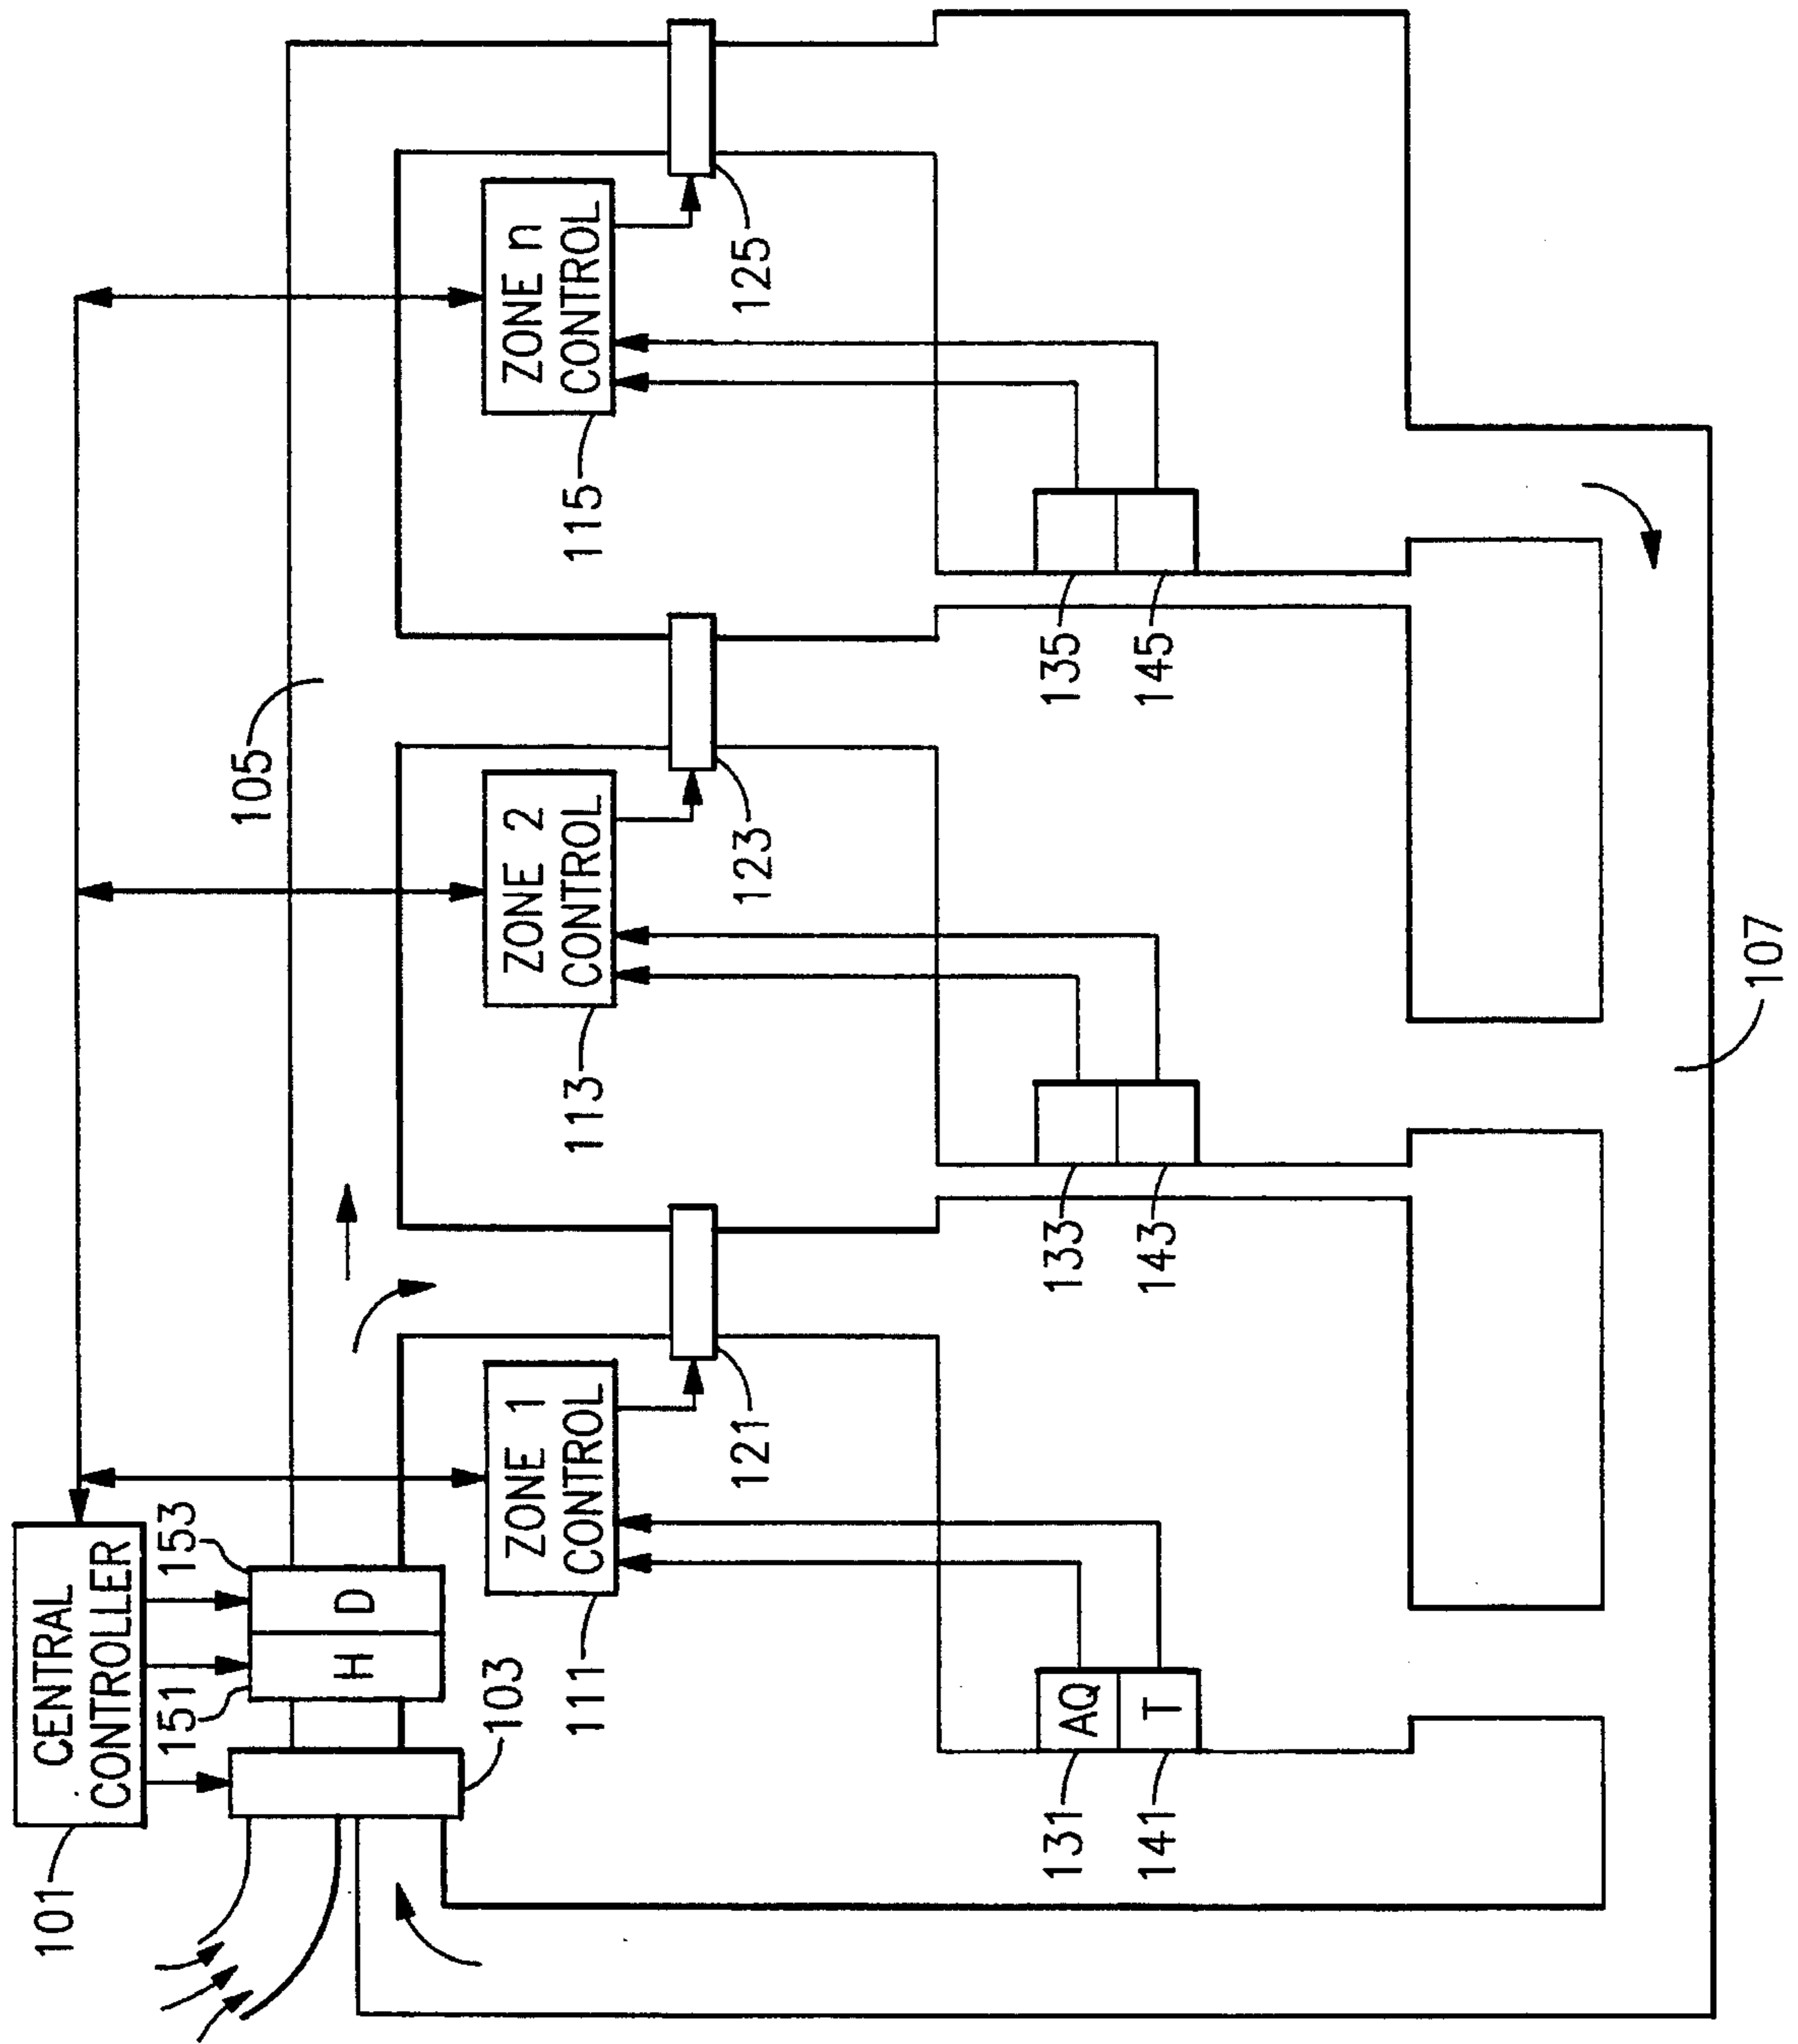 101
CENTRAL
CONTROLLER
151
153
H
D
103
105
ZONE 1
CONTROL
111
121
ZONE 2
CONTROL
113
123
ZONE n
CONTROL
115
125
131
AQ
141
T
133
143
135
145
107